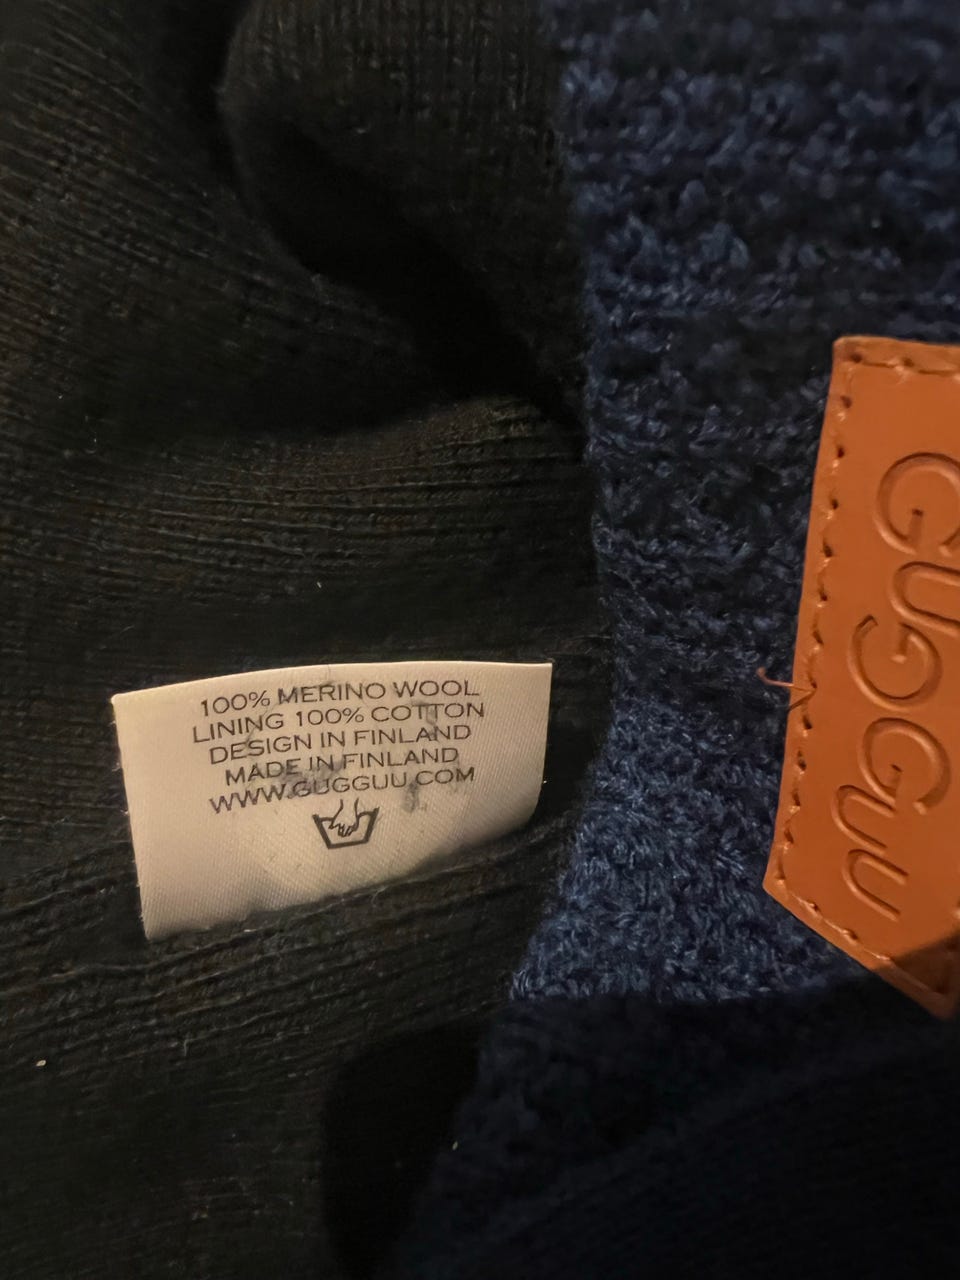 100% MERINO WOOL
LINING 100% COTTON
DESIGN IN FINLAND
MADE IN FINLAND
WWW.GUGGUU.COM
GUGGUU